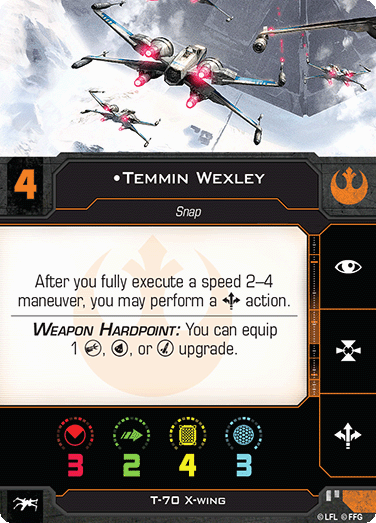 4
•Temmin Wexley
Snap
After you fully execute a speed 2–4
maneuver, you may perform a action.
Weapon Hardpoint: You can equip
1 , , or upgrade.
3 2 4 3
T-70 X-wing
© LFL © FFG